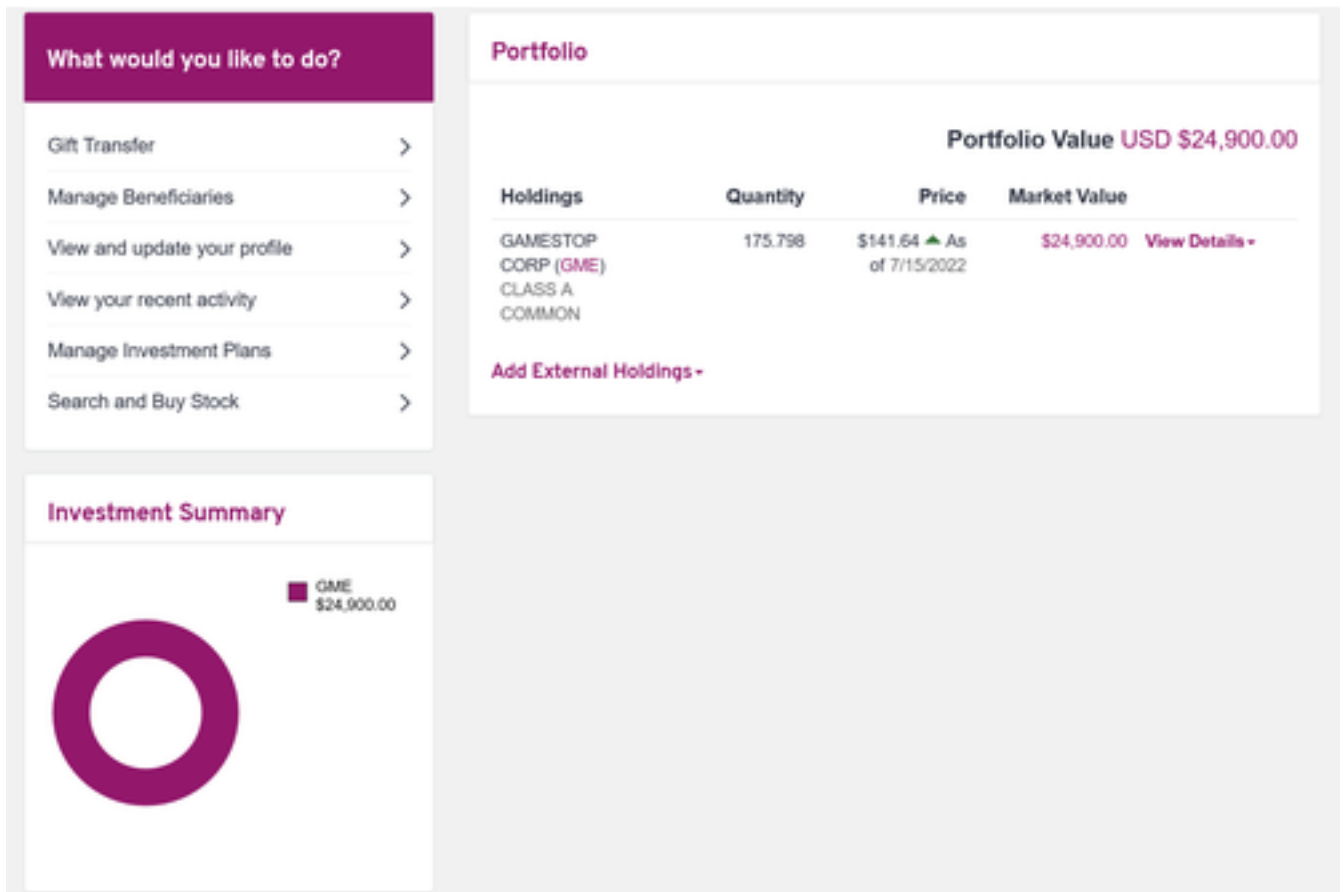 What would you like to do?
Gift Transfer
Manage Beneficiaries
View and update your profile
View your recent activity
Manage Investment Plans
Search and Buy Stock
Portfolio
Portfolio Value USD $24,900.00
Holdings Quantity Price Market Value
GAMESTOP 175.798 $141.64 As $24,900.00 View Details
CORP (GME) of 7/15/2022
CLASS A
COMMON
Add External Holdings
Investment Summary
GME
$24,900.00